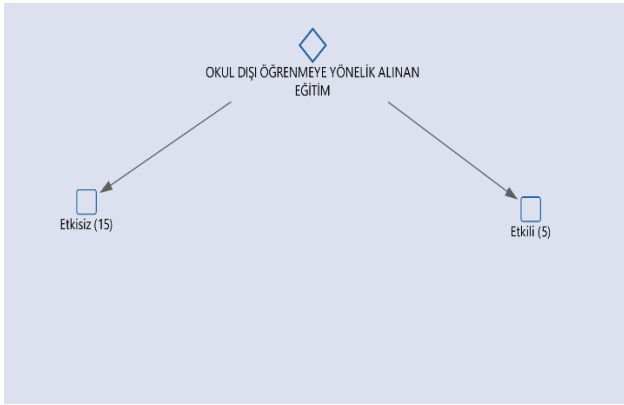 OKUL DIŞI ÖĞRENMEYE YÖNELİK ALINAN
EĞİTİM
Etkisiz (15)
Etkili (5)